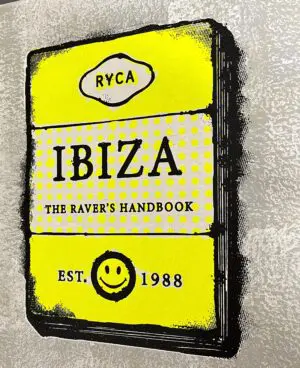 RYCA
IBIZA
THE RAVER'S HANDBOOK
EST. 1988